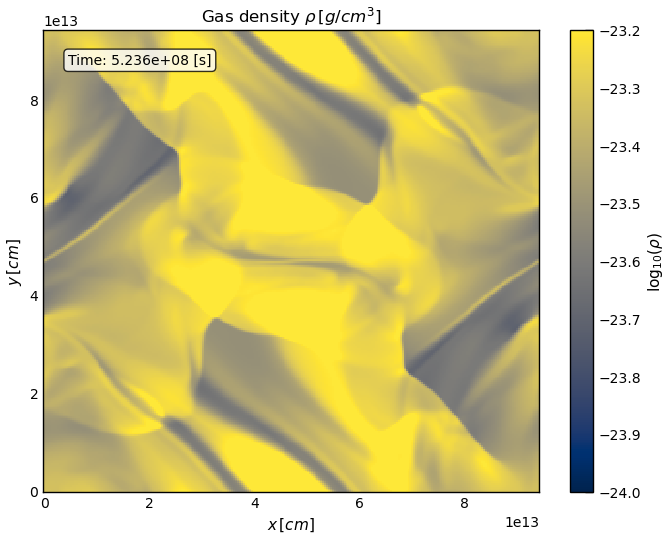 Gas density ρ [g/cm³]
1e13
Time: 5.236e+08 [s]
8
6
4
2
0
y [cm]
0 2 4 6 8
x [cm]
1e13
−23.2
−23.3
−23.4
−23.5
−23.6
−23.7
−23.8
−23.9
−24.0
log₁₀(ρ)